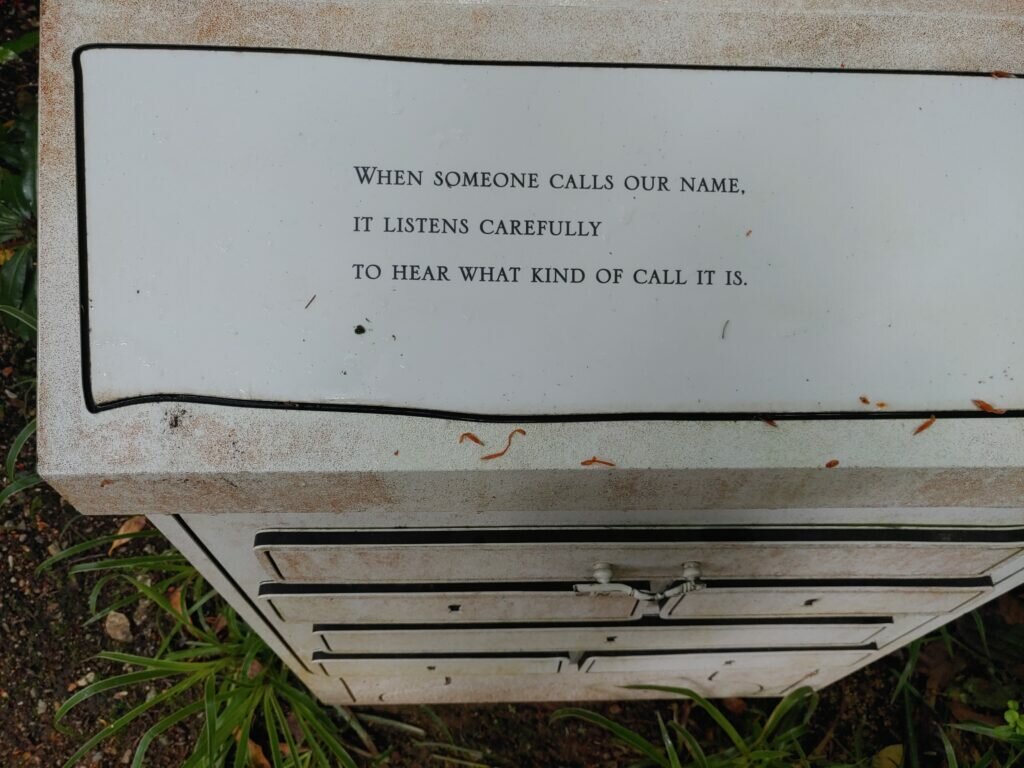 When someone calls our name,
it listens carefully
to hear what kind of call it is.